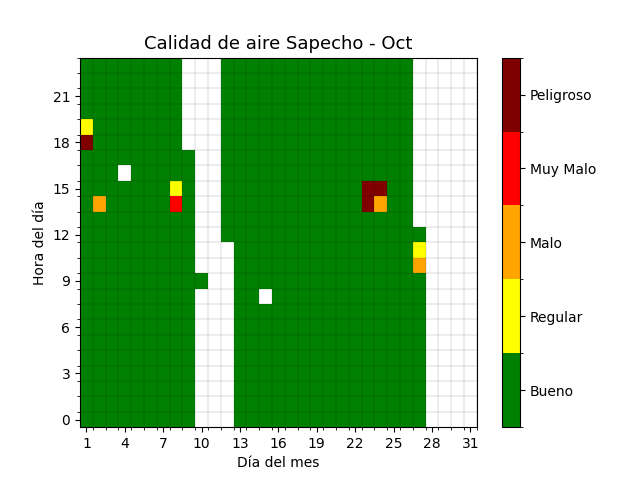 Calidad de aire Sapecho - Oct
Hora del día
21
18
15
12
9
6
3
0
1 4 7 10 13 16 19 22 25 28 31
Día del mes
Peligroso
Muy Malo
Malo
Regular
Bueno